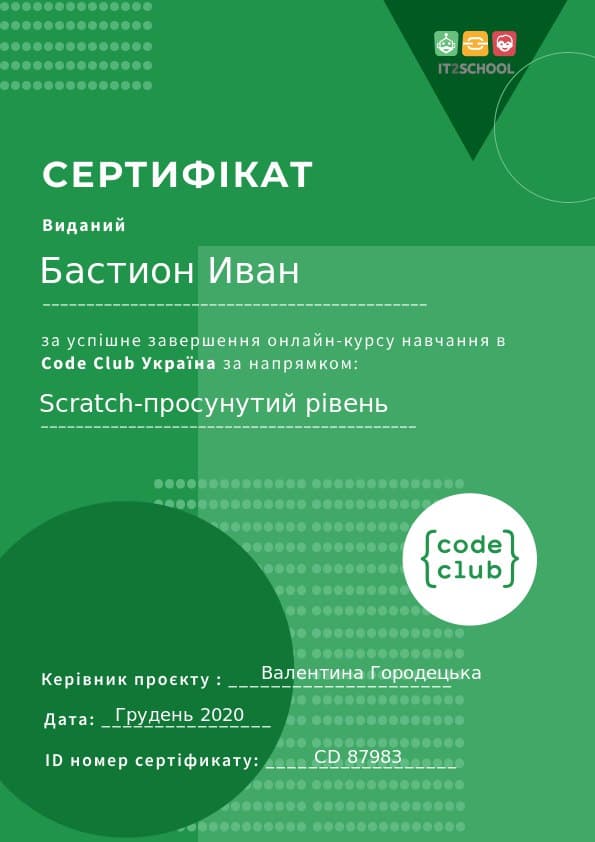 IT2SCHOOL
СЕРТИФІКАТ
Виданий
Бастион Иван
за успішне завершення онлайн-курсу навчання в
Code Club Україна за напрямком:
Scratch-просунутий рівень
{code
club}
Керівник проєкту : Валентина Городецька
Дата: Грудень 2020
ID номер сертіфикату: CD 87983